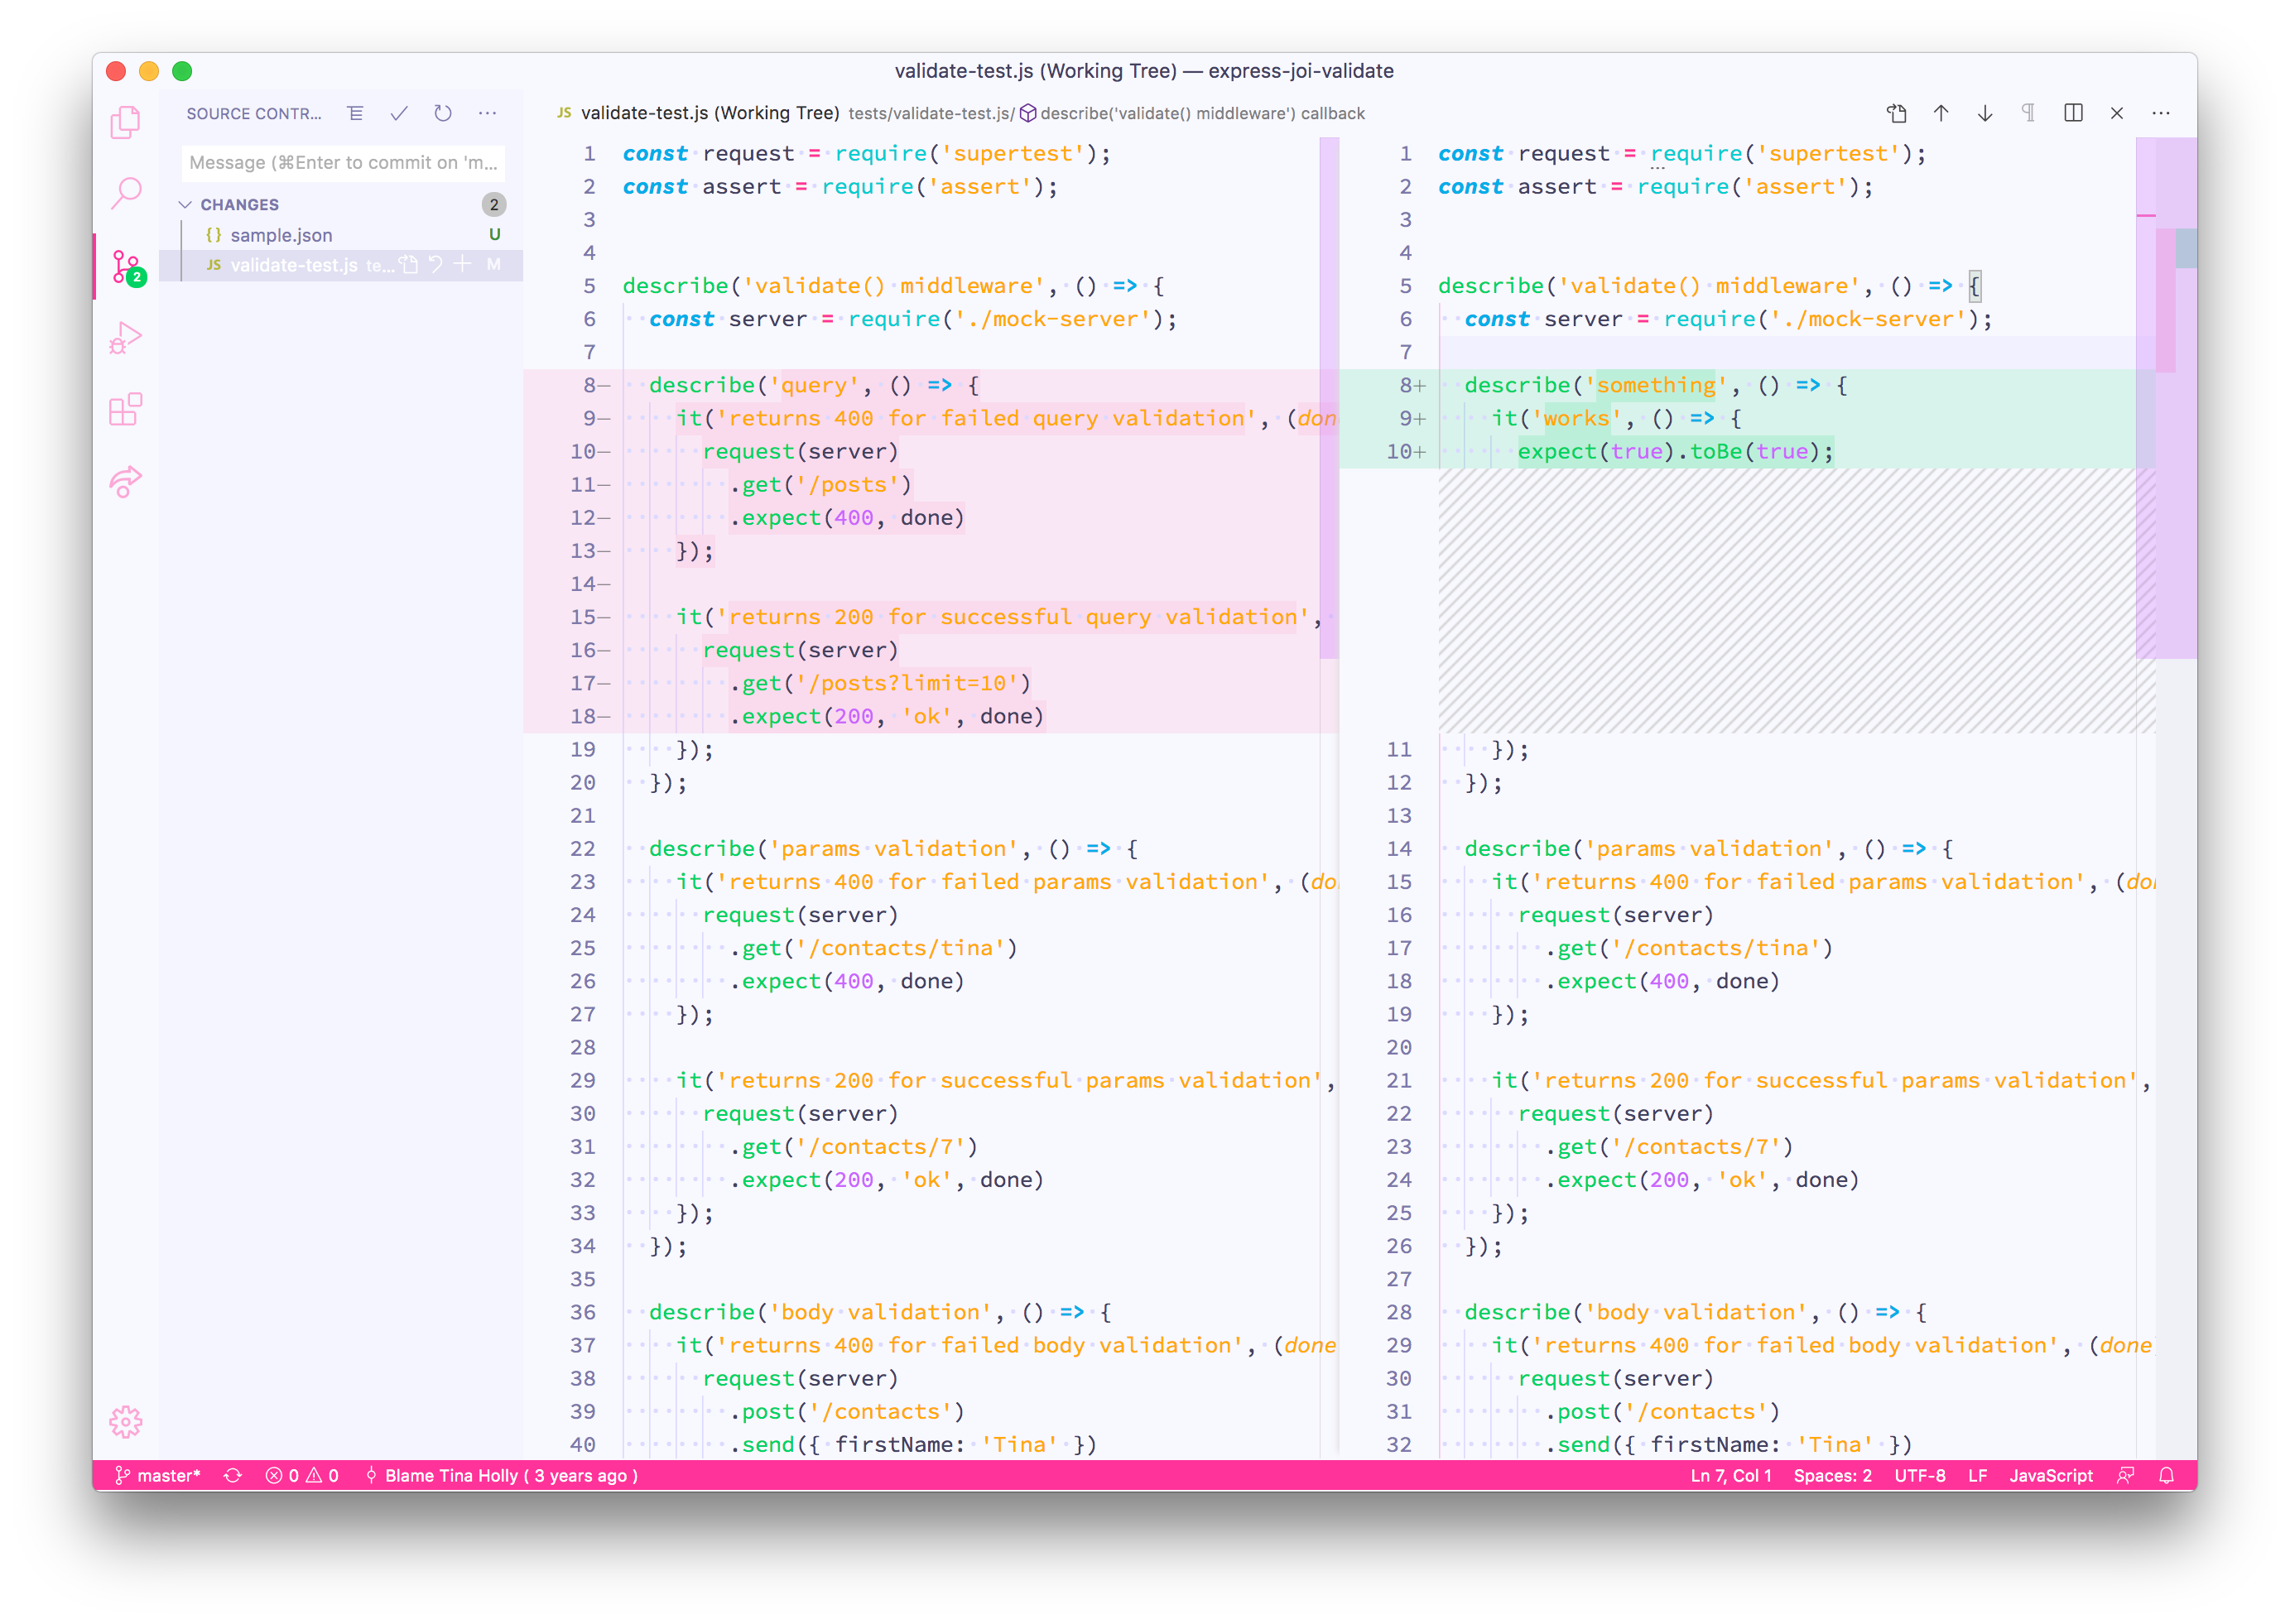 validate-test.js (Working Tree) — express-joi-validate
SOURCE CONTR...
Message (⌘Enter to commit on 'm...
CHANGES 2
{} sample.json U
JS validate-test.js te... M
2
JS validate-test.js (Working Tree) tests/validate-test.js/ describe('validate() middleware') callback
1 const request = require('supertest');
2 const assert = require('assert');
3
4
5 describe('validate() middleware', () => {
6 const server = require('./mock-server');
7
8— describe('query', () => {
9— it('returns 400 for failed query validation', (don
10— request(server)
11— .get('/posts')
12— .expect(400, done)
13— });
14—
15— it('returns 200 for successful query validation',
16— request(server)
17— .get('/posts?limit=10')
18— .expect(200, 'ok', done)
19 });
20 });
21
22 describe('params validation', () => {
23 it('returns 400 for failed params validation', (do
24 request(server)
25 .get('/contacts/tina')
26 .expect(400, done)
27 });
28
29 it('returns 200 for successful params validation',
30 request(server)
31 .get('/contacts/7')
32 .expect(200, 'ok', done)
33 });
34 });
35
36 describe('body validation', () => {
37 it('returns 400 for failed body validation', (done
38 request(server)
39 .post('/contacts')
40 .send({ firstName: 'Tina' })
1 const request = require('supertest');
2 const assert = require('assert');
3
4
5 describe('validate() middleware', () => {
6 const server = require('./mock-server');
7
8+ describe('something', () => {
9+ it('works', () => {
10+ expect(true).toBe(true);
11 });
12 });
13
14 describe('params validation', () => {
15 it('returns 400 for failed params validation', (do
16 request(server)
17 .get('/contacts/tina')
18 .expect(400, done)
19 });
20
21 it('returns 200 for successful params validation',
22 request(server)
23 .get('/contacts/7')
24 .expect(200, 'ok', done)
25 });
26 });
27
28 describe('body validation', () => {
29 it('returns 400 for failed body validation', (done
30 request(server)
31 .post('/contacts')
32 .send({ firstName: 'Tina' })
master* 0 0 Blame Tina Holly ( 3 years ago ) Ln 7, Col 1 Spaces: 2 UTF-8 LF JavaScript